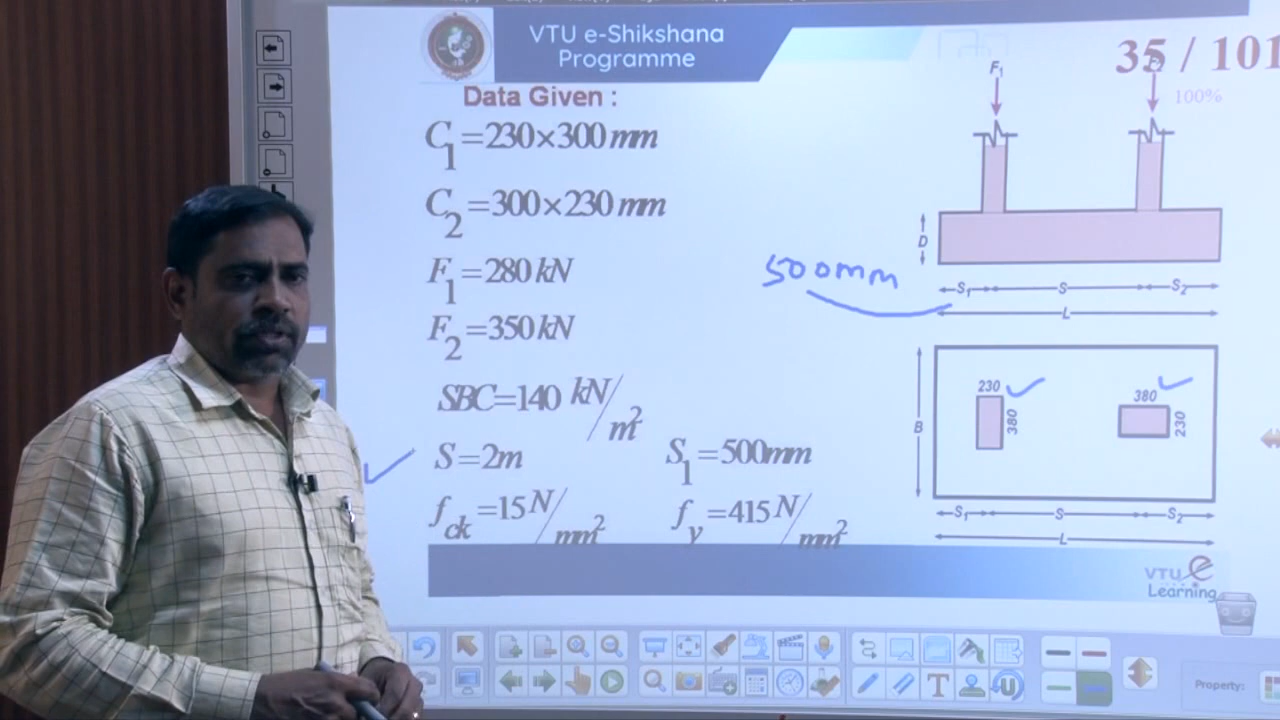 VTU e-Shikshana
Programme
35 / 101
100%
Data Given :
C1 = 230×300 mm
C2 = 300×230 mm
F1 = 280 kN
F2 = 350 kN
SBC = 140 kN/m2
S = 2m
S1 = 500mm
fck = 15 N/mm2
fy = 415 N/mm2
500mm
F1
D
S1 S S2
L
230
380
380
230
B
S1 S S2
L
VTU e
Learning
T
Property: